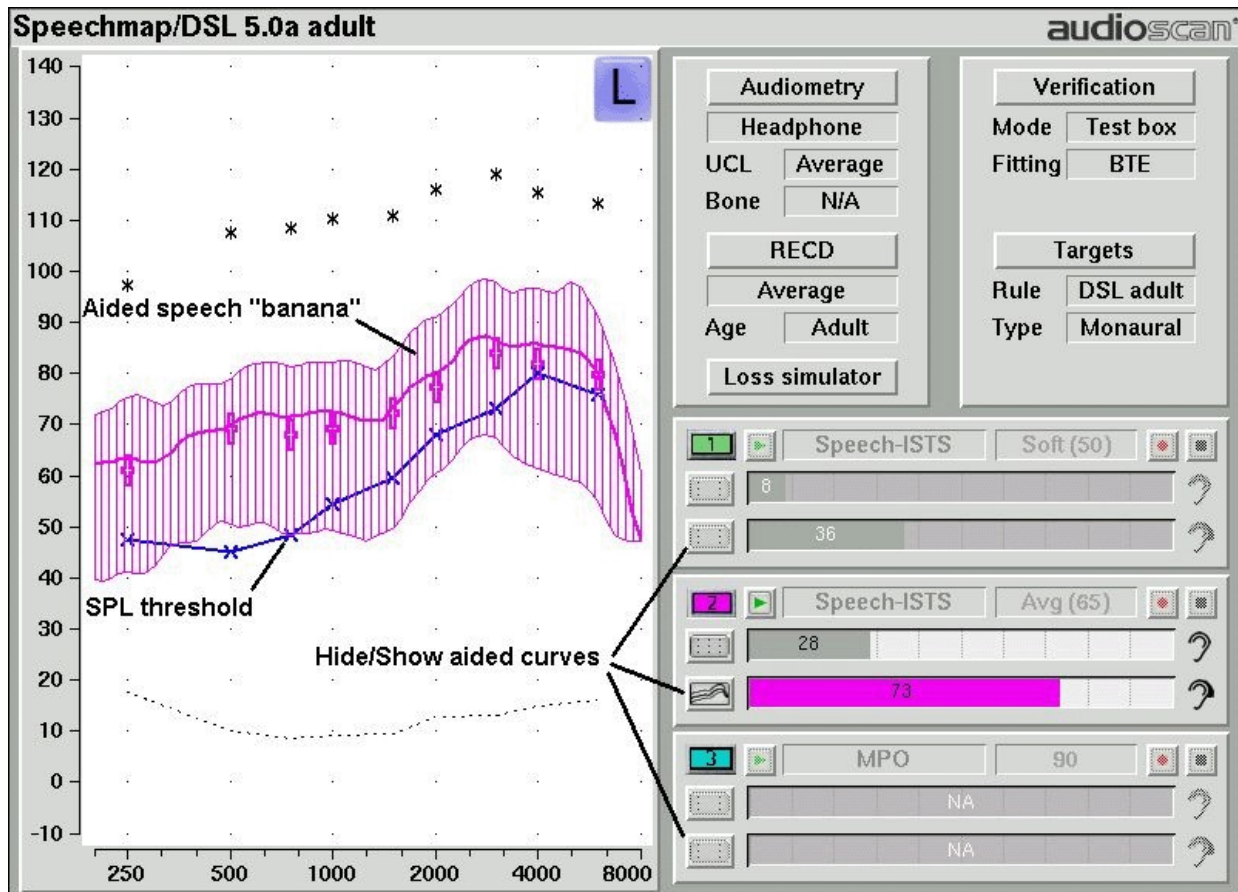 Speechmap/DSL 5.0a adult
audioscan
140
130
120
110
100
90
80
70
60
50
40
30
20
10
0
-10
250 500 1000 2000 4000 8000
L
Aided speech "banana"
SPL threshold
Hide/Show aided curves
Audiometry
Headphone
UCL Average
Bone N/A
RECD
Average
Age Adult
Loss simulator
Verification
Mode Test box
Fitting BTE
Targets
Rule DSL adult
Type Monaural
1 Speech-ISTS Soft (50)
8
36
2 Speech-ISTS Avg (65)
28
73
3 MPO 90
NA
NA